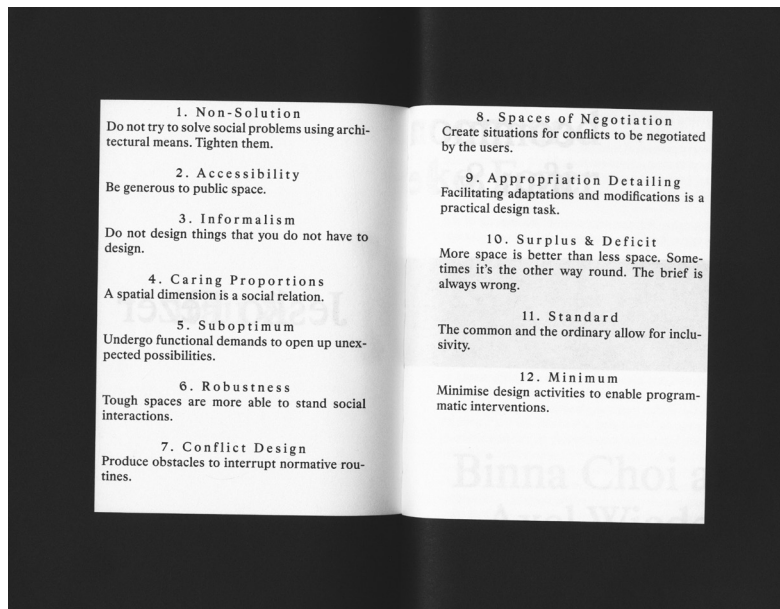 1. Non-Solution
Do not try to solve social problems using archi-
tectural means. Tighten them.
2. Accessibility
Be generous to public space.
3. Informalism
Do not design things that you do not have to
design.
4. Caring Proportions
A spatial dimension is a social relation.
5. Suboptimum
Undergo functional demands to open up unex-
pected possibilities.
6. Robustness
Tough spaces are more able to stand social
interactions.
7. Conflict Design
Produce obstacles to interrupt normative rou-
tines.
8. Spaces of Negotiation
Create situations for conflicts to be negotiated
by the users.
9. Appropriation Detailing
Facilitating adaptations and modifications is a
practical design task.
10. Surplus & Deficit
More space is better than less space. Some-
times it's the other way round. The brief is
always wrong.
11. Standard
The common and the ordinary allow for inclu-
sivity.
12. Minimum
Minimise design activities to enable program-
matic interventions.
Binna Choi a